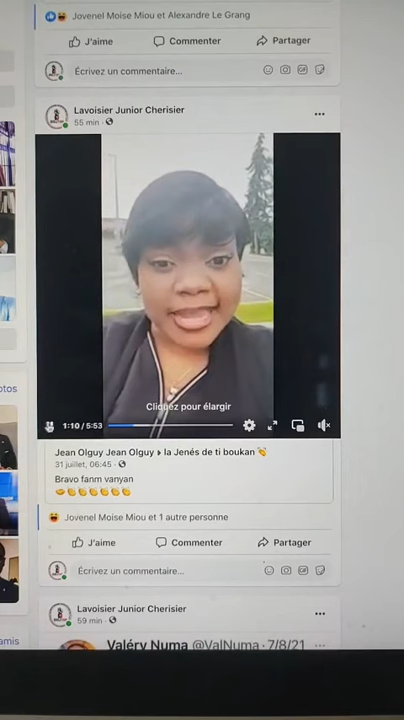 Jovenel Moise Miou et Alexandre Le Grang
J'aime
Commenter
Partager
Écrivez un commentaire...
GIF
Lavoisier Junior Cherisier
55 min ·
Cliquez pour élargir
1:10 / 5:53
otos
Jean Olguy Jean Olguy ▸ la Jenés de ti boukan 👏
31 juillet, 06:45 ·
Bravo fanm vanyan
Jovenel Moise Miou et 1 autre personne
J'aime
Commenter
Partager
Écrivez un commentaire...
GIF
Lavoisier Junior Cherisier
59 min ·
amis
Valéry Numa @ValNuma · 7/8/21